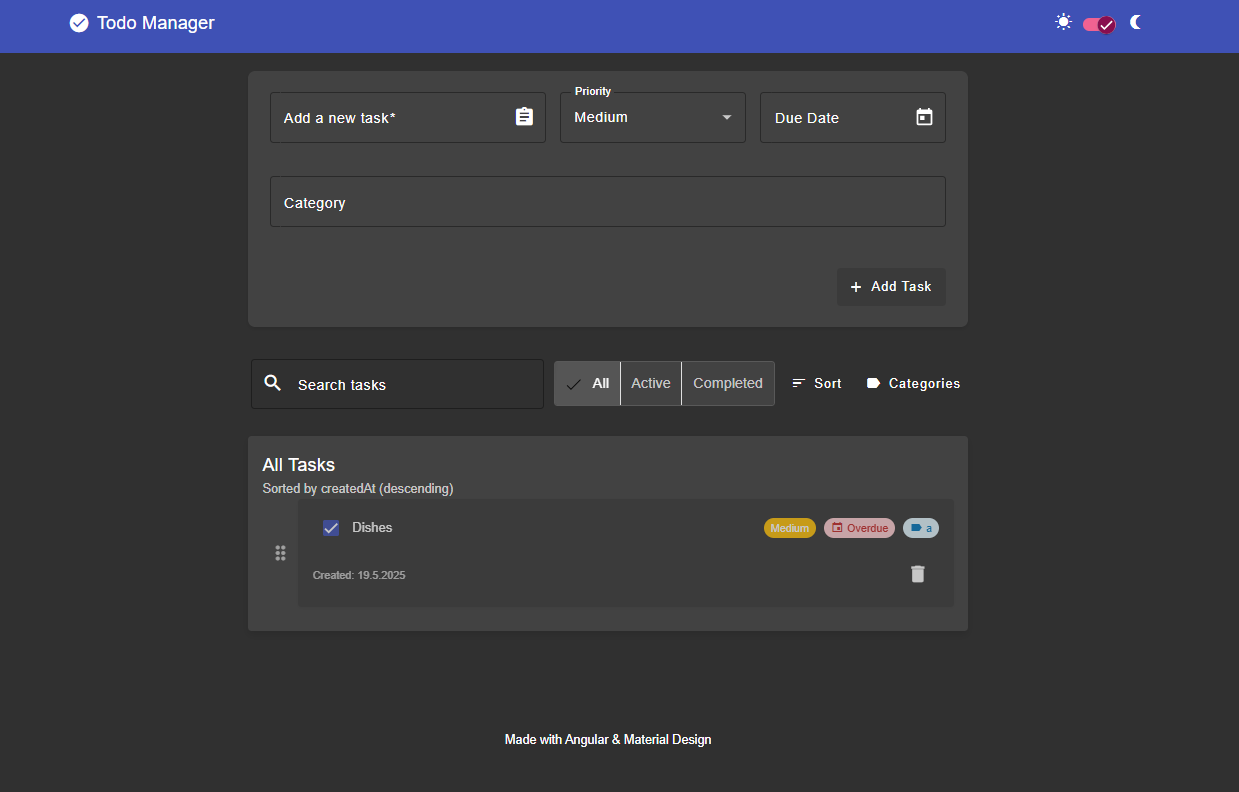 Todo Manager
Add a new task*
Priority
Medium
Due Date
Category
+ Add Task
Search tasks
All
Active
Completed
Sort
Categories
All Tasks
Sorted by createdAt (descending)
Dishes
Medium
Overdue
a
Created: 19.5.2025
Made with Angular & Material Design